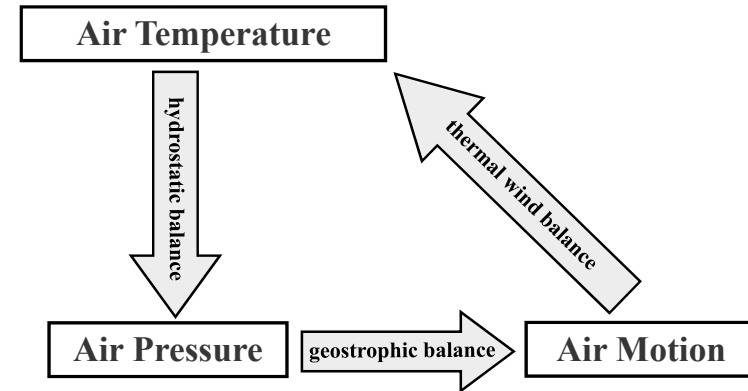 Air Temperature
hydrostatic balance
thermal wind balance
Air Pressure
geostrophic balance
Air Motion